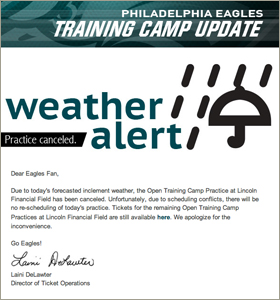 PHILADELPHIA EAGLES
TRAINING CAMP UPDATE
weather
Practice canceled.
alert
Dear Eagles Fan,
Due to today's forecasted inclement weather, the Open Training Camp Practice at Lincoln
Financial Field has been canceled. Unfortunately, due to scheduling conflicts, there will be
no re-scheduling of today's practice. Tickets for the remaining Open Training Camp
Practices at Lincoln Financial Field are still available here. We apologize for the
inconvenience.
Go Eagles!
Laini DeLawter
Laini DeLawter
Director of Ticket Operations